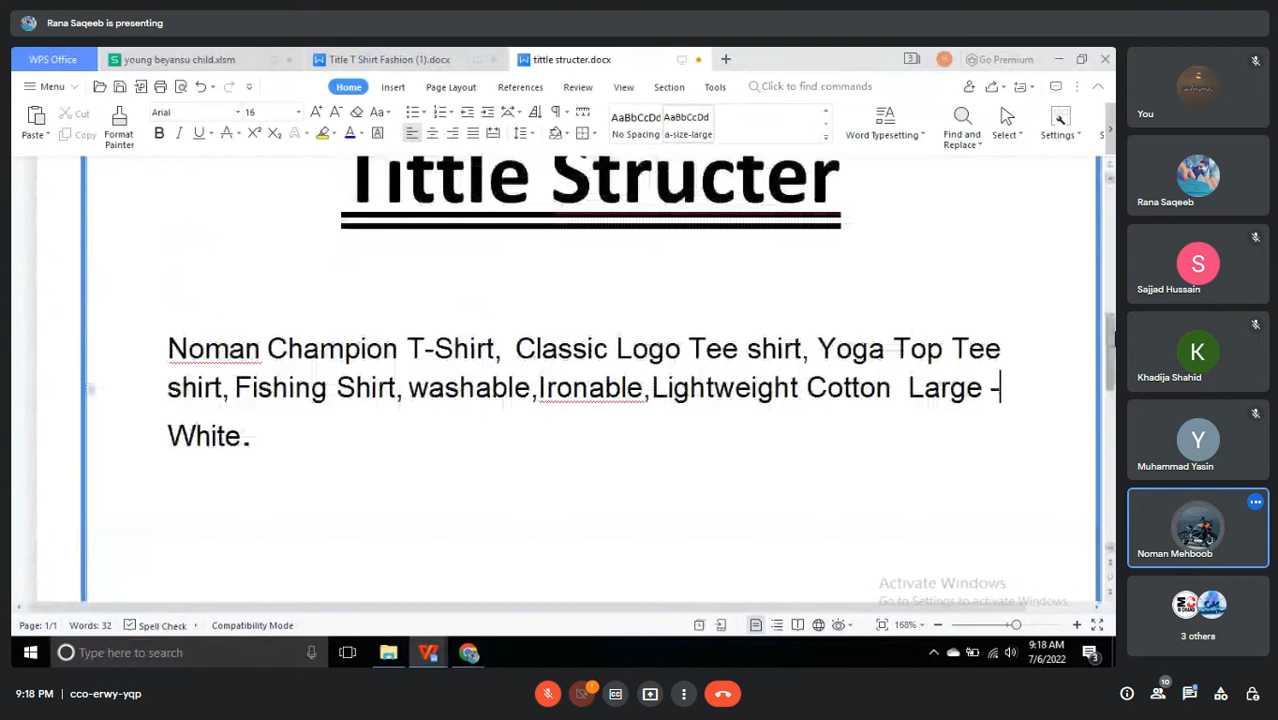 Rana Saqeeb is presenting
WPS Office
young beyansu child.xlsm
Title T Shirt Fashion (1).docx
tittle structer.docx
Go Premium
Menu
Home
Insert
Page Layout
References
Review
View
Section
Tools
Click to find commands
Paste
Cut
Copy
Format Painter
Arial
16
AaBbCcDd
No Spacing
AaBbCcDd
a-size-large
Word Typesetting
Find and Replace
Select
Settings
Tittle Structer
Noman Champion T-Shirt,  Classic Logo Tee shirt, Yoga Top Tee
shirt, Fishing Shirt, washable,Ironable,Lightweight Cotton  Large -
White.
Activate Windows
Go to Settings to activate Windows.
Page: 1/1
Words: 32
Spell Check
Compatibility Mode
168%
Type here to search
9:18 AM
7/6/2022
3
You
Rana Saqeeb
S
Sajjad Hussain
K
Khadija Shahid
Y
Muhammad Yasin
Noman Mehboob
3 others
9:18 PM
cco-erwy-yqp
10